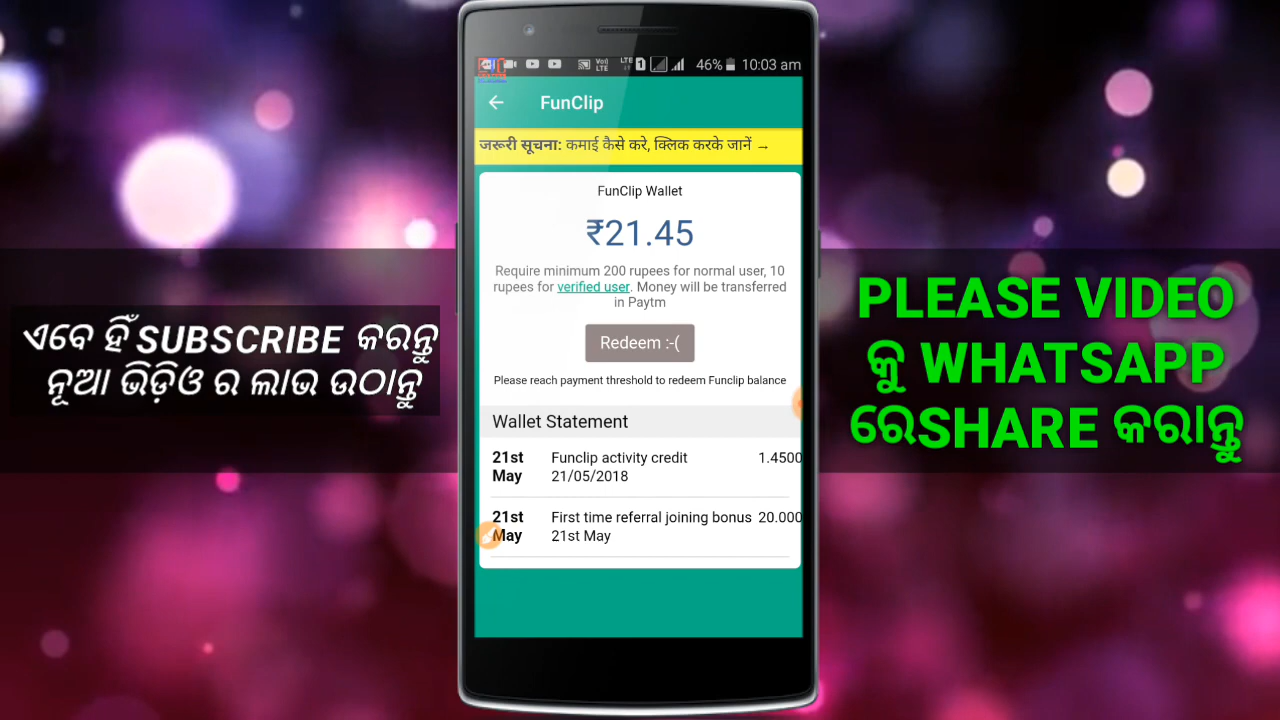 LTE
46% 10:03 am
FunClip
जरूरी सूचना: कमाई कैसे करे, क्लिक करके जानें →
FunClip Wallet
₹21.45
Require minimum 200 rupees for normal user, 10
rupees for verified user. Money will be transferred
in Paytm
Redeem :-(
Please reach payment threshold to redeem Funclip balance
Wallet Statement
21st Funclip activity credit 1.4500
May 21/05/2018
21st First time referral joining bonus 20.000
May 21st May
ଏବେ ହିଁ SUBSCRIBE କରନ୍ତୁ
ନୂଆ ଭିଡ଼ିଓ ର ଲାଭ ଉଠାନ୍ତୁ
PLEASE VIDEO
କୁ WHATSAPP
ରେSHARE କରାନ୍ତୁ